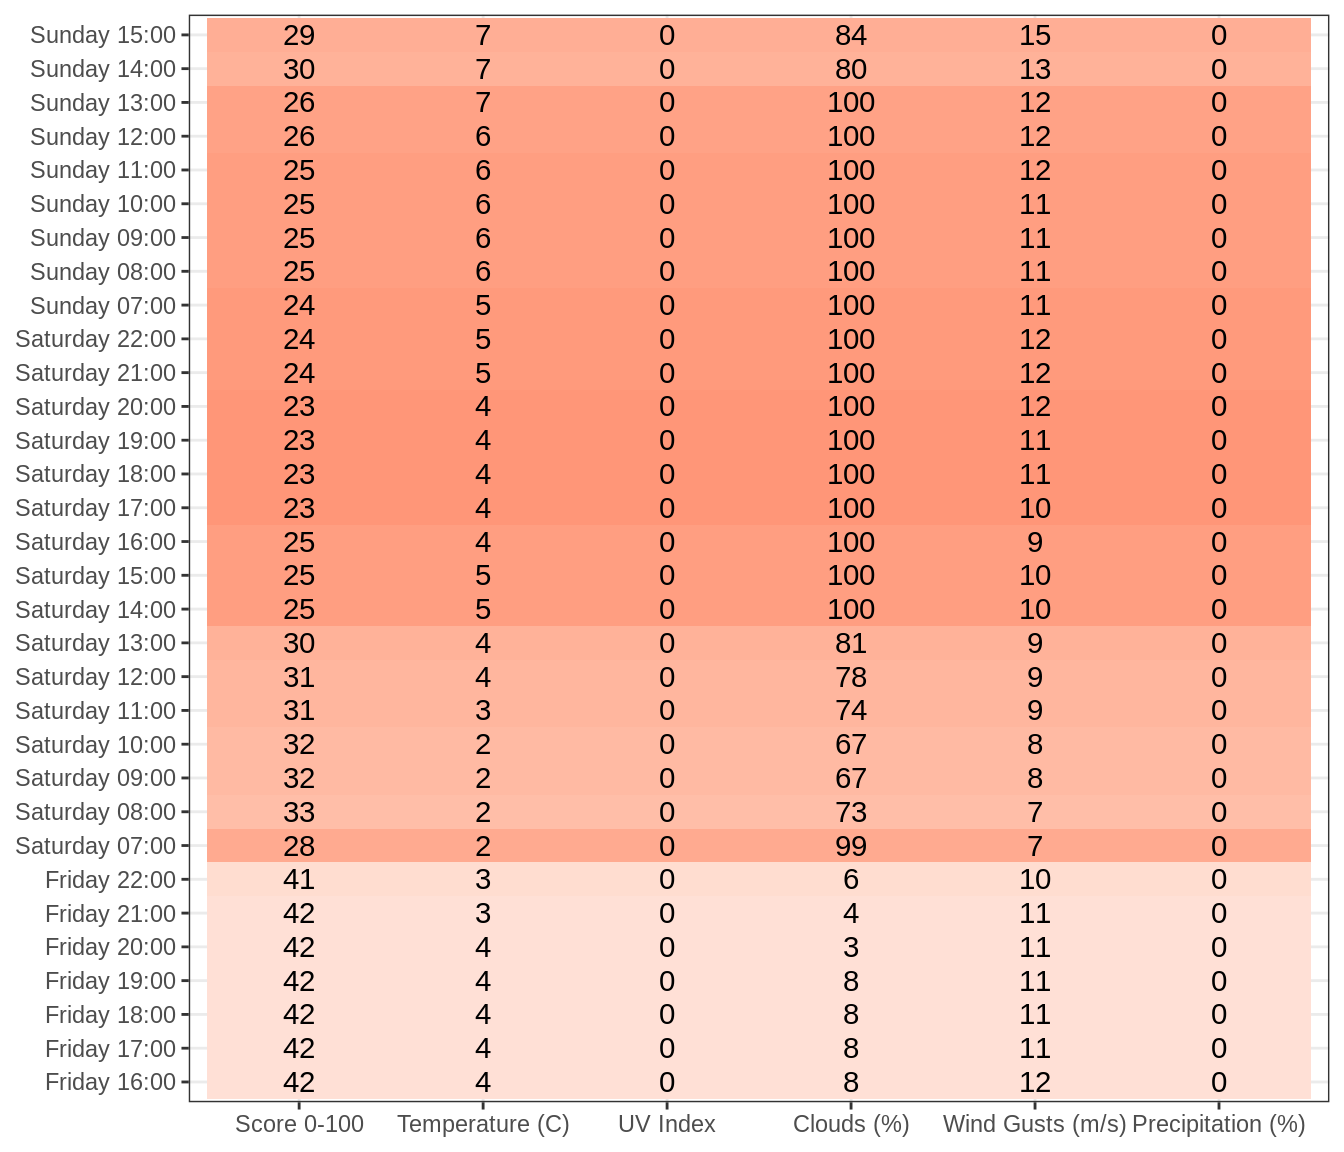 Sunday 15:00 29 7 0 84 15 0
Sunday 14:00 30 7 0 80 13 0
Sunday 13:00 26 7 0 100 12 0
Sunday 12:00 26 6 0 100 12 0
Sunday 11:00 25 6 0 100 12 0
Sunday 10:00 25 6 0 100 11 0
Sunday 09:00 25 6 0 100 11 0
Sunday 08:00 25 6 0 100 11 0
Sunday 07:00 24 5 0 100 11 0
Saturday 22:00 24 5 0 100 12 0
Saturday 21:00 24 5 0 100 12 0
Saturday 20:00 23 4 0 100 12 0
Saturday 19:00 23 4 0 100 11 0
Saturday 18:00 23 4 0 100 11 0
Saturday 17:00 23 4 0 100 10 0
Saturday 16:00 25 4 0 100 9 0
Saturday 15:00 25 5 0 100 10 0
Saturday 14:00 25 5 0 100 10 0
Saturday 13:00 30 4 0 81 9 0
Saturday 12:00 31 4 0 78 9 0
Saturday 11:00 31 3 0 74 9 0
Saturday 10:00 32 2 0 67 8 0
Saturday 09:00 32 2 0 67 8 0
Saturday 08:00 33 2 0 73 7 0
Saturday 07:00 28 2 0 99 7 0
Friday 22:00 41 3 0 6 10 0
Friday 21:00 42 3 0 4 11 0
Friday 20:00 42 4 0 3 11 0
Friday 19:00 42 4 0 8 11 0
Friday 18:00 42 4 0 8 11 0
Friday 17:00 42 4 0 8 11 0
Friday 16:00 42 4 0 8 12 0
Score 0-100 Temperature (C) UV Index Clouds (%) Wind Gusts (m/s) Precipitation (%)